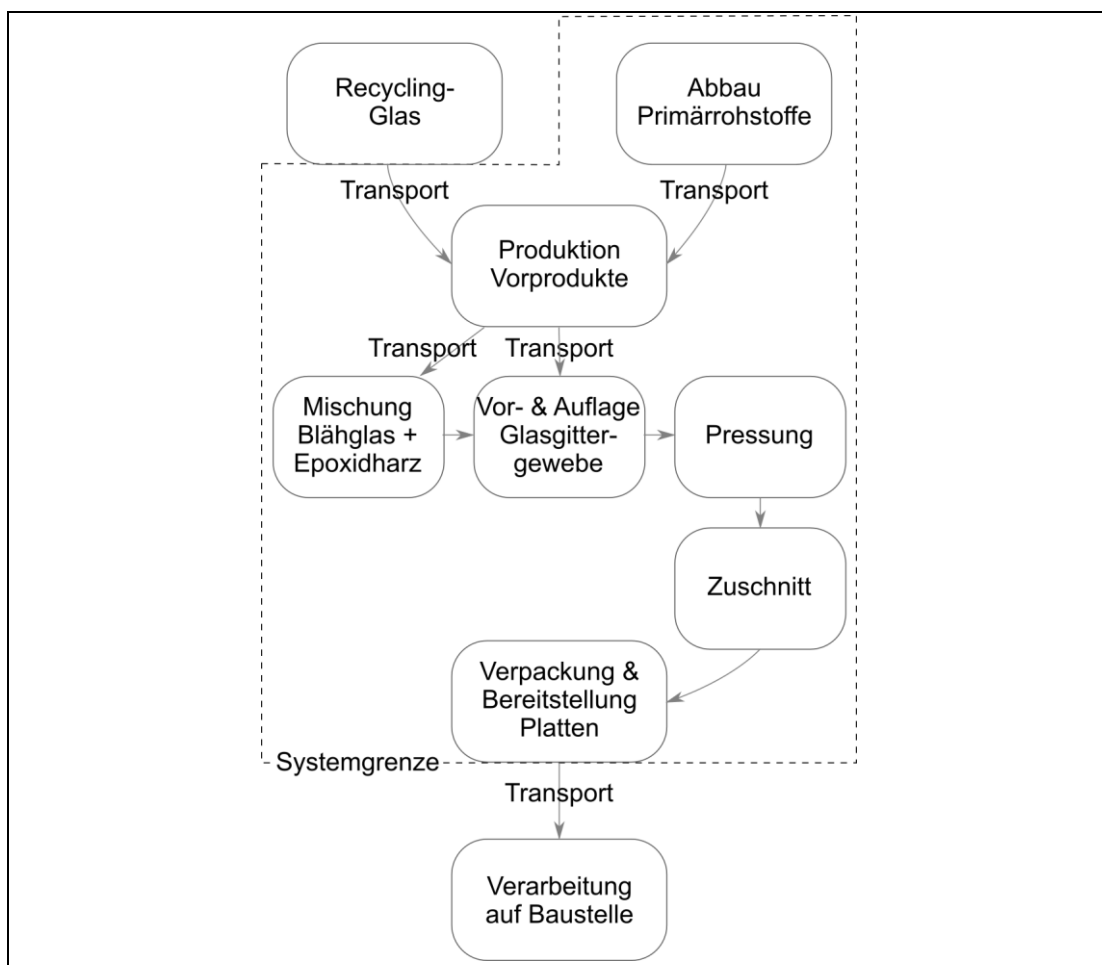 Recycling-
Glas
Abbau
Primärrohstoffe
Transport
Transport
Produktion
Vorprodukte
Transport
Transport
Mischung
Blähglas +
Epoxidharz
Vor- & Auflage
Glasgitter-
gewebe
Pressung
Zuschnitt
Verpackung &
Bereitstellung
Platten
Systemgrenze
Transport
Verarbeitung
auf Baustelle